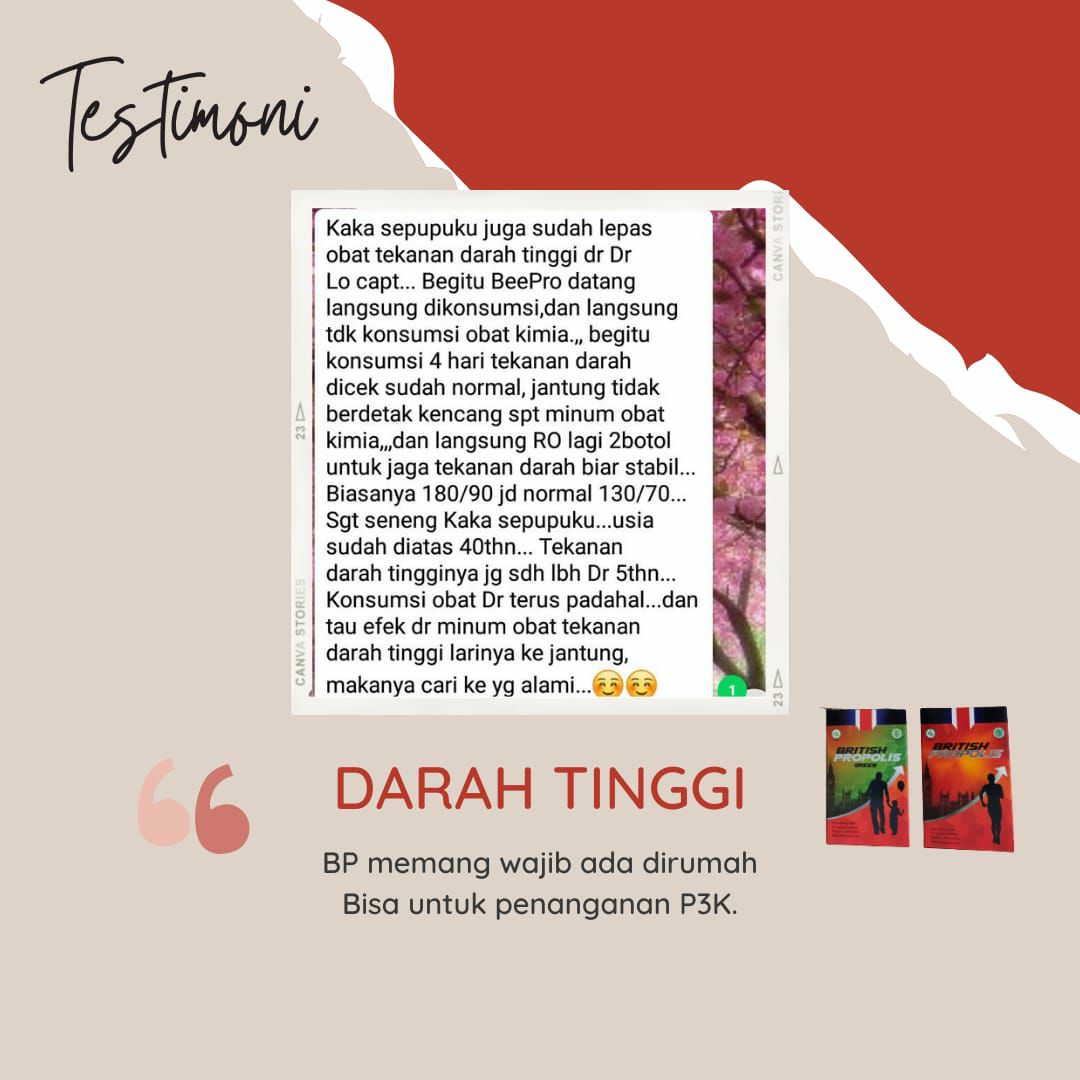 Testimoni
Kaka sepupuku juga sudah lepas
obat tekanan darah tinggi dr Dr
Lo capt... Begitu BeePro datang
langsung dikonsumsi,dan langsung
tdk konsumsi obat kimia.,, begitu
konsumsi 4 hari tekanan darah
dicek sudah normal, jantung tidak
berdetak kencang spt minum obat
kimia,,,dan langsung RO lagi 2botol
untuk jaga tekanan darah biar stabil...
Biasanya 180/90 jd normal 130/70...
Sgt seneng Kaka sepupuku...usia
sudah diatas 40thn... Tekanan
darah tingginya jg sdh lbh Dr 5thn...
Konsumsi obat Dr terus padahal...dan
tau efek dr minum obat tekanan
darah tinggi larinya ke jantung,
makanya cari ke yg alami...☺️☺️
1
CANVA STORIES
23
CANVA STORI
23
BRITISH
PROPOLIS
GREEN
BRITISH
PROPOLIS
DARAH TINGGI
BP memang wajib ada dirumah
Bisa untuk penanganan P3K.